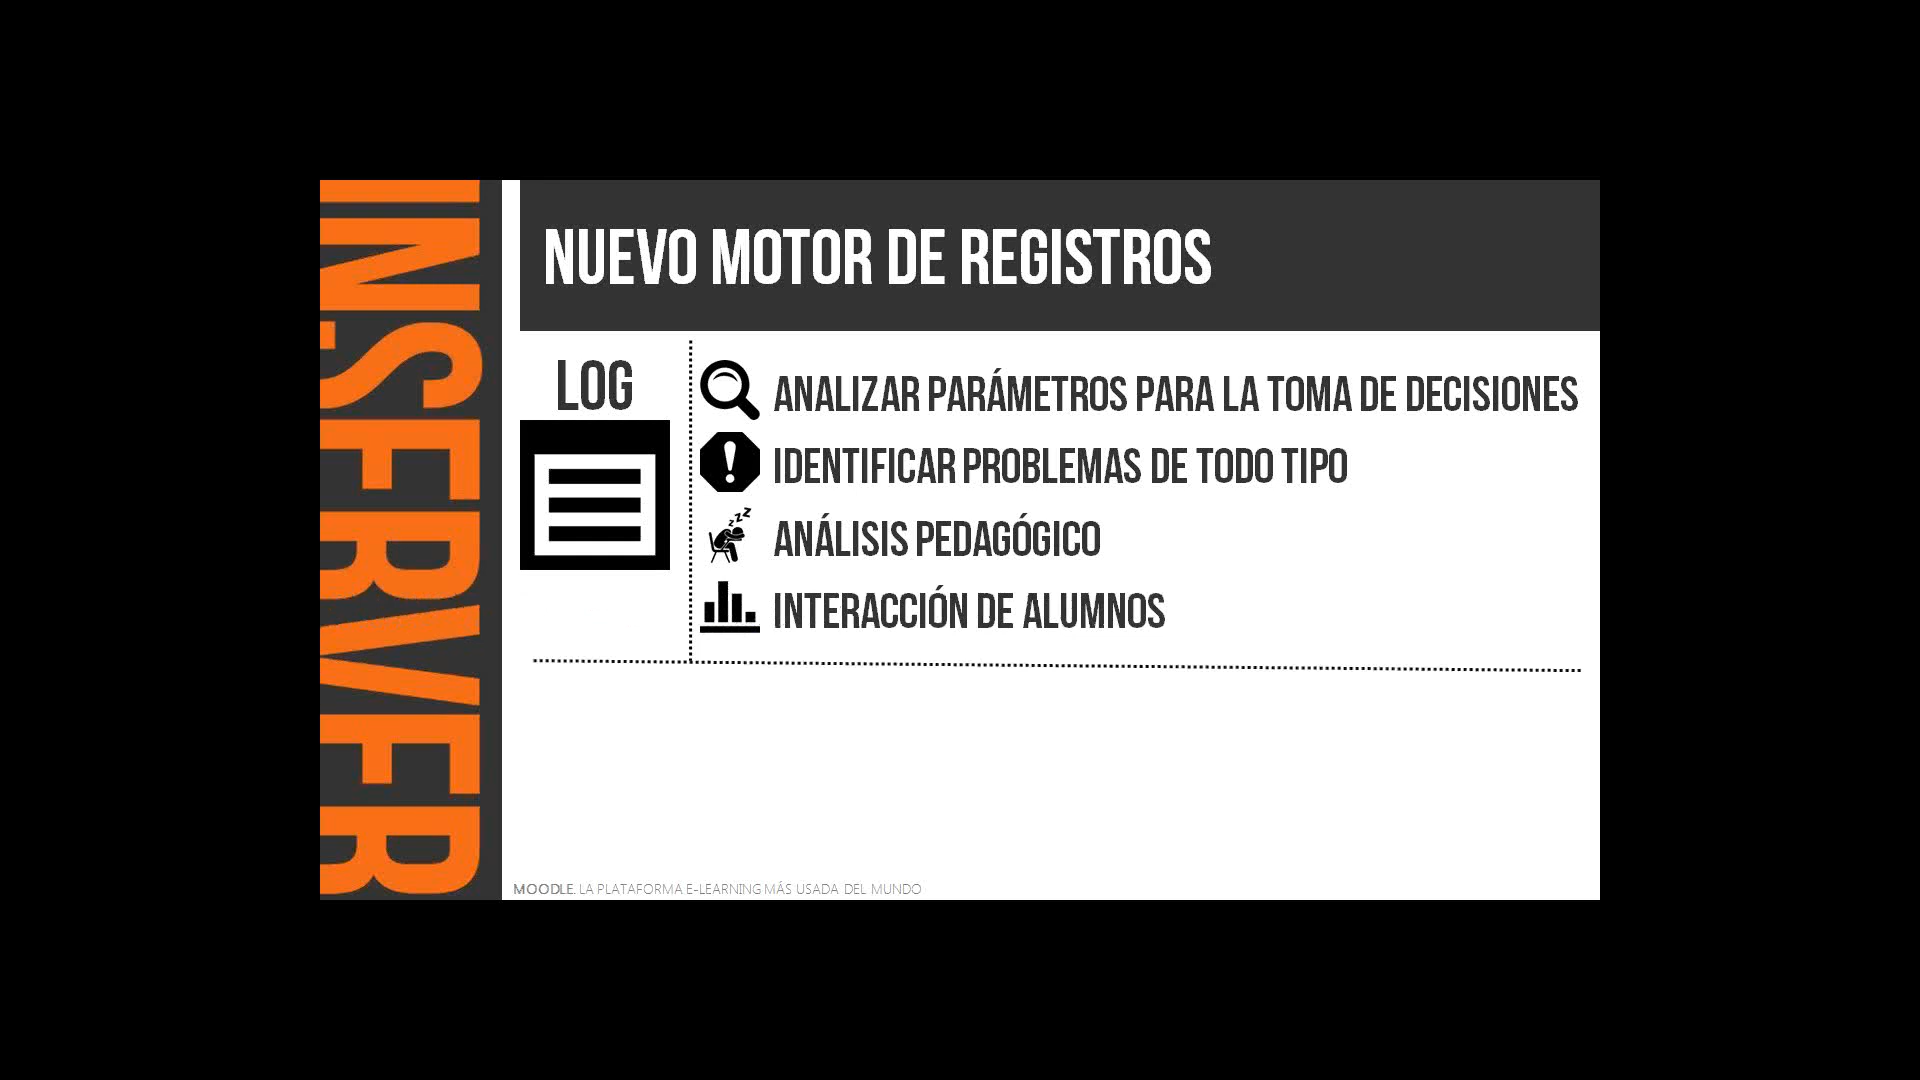 INSERVER
NUEVO MOTOR DE REGISTROS
LOG
ANALIZAR PARÁMETROS PARA LA TOMA DE DECISIONES
IDENTIFICAR PROBLEMAS DE TODO TIPO
ZZZ
ANÁLISIS PEDAGÓGICO
INTERACCIÓN DE ALUMNOS
MOODLE. LA PLATAFORMA E-LEARNING MÁS USADA DEL MUNDO